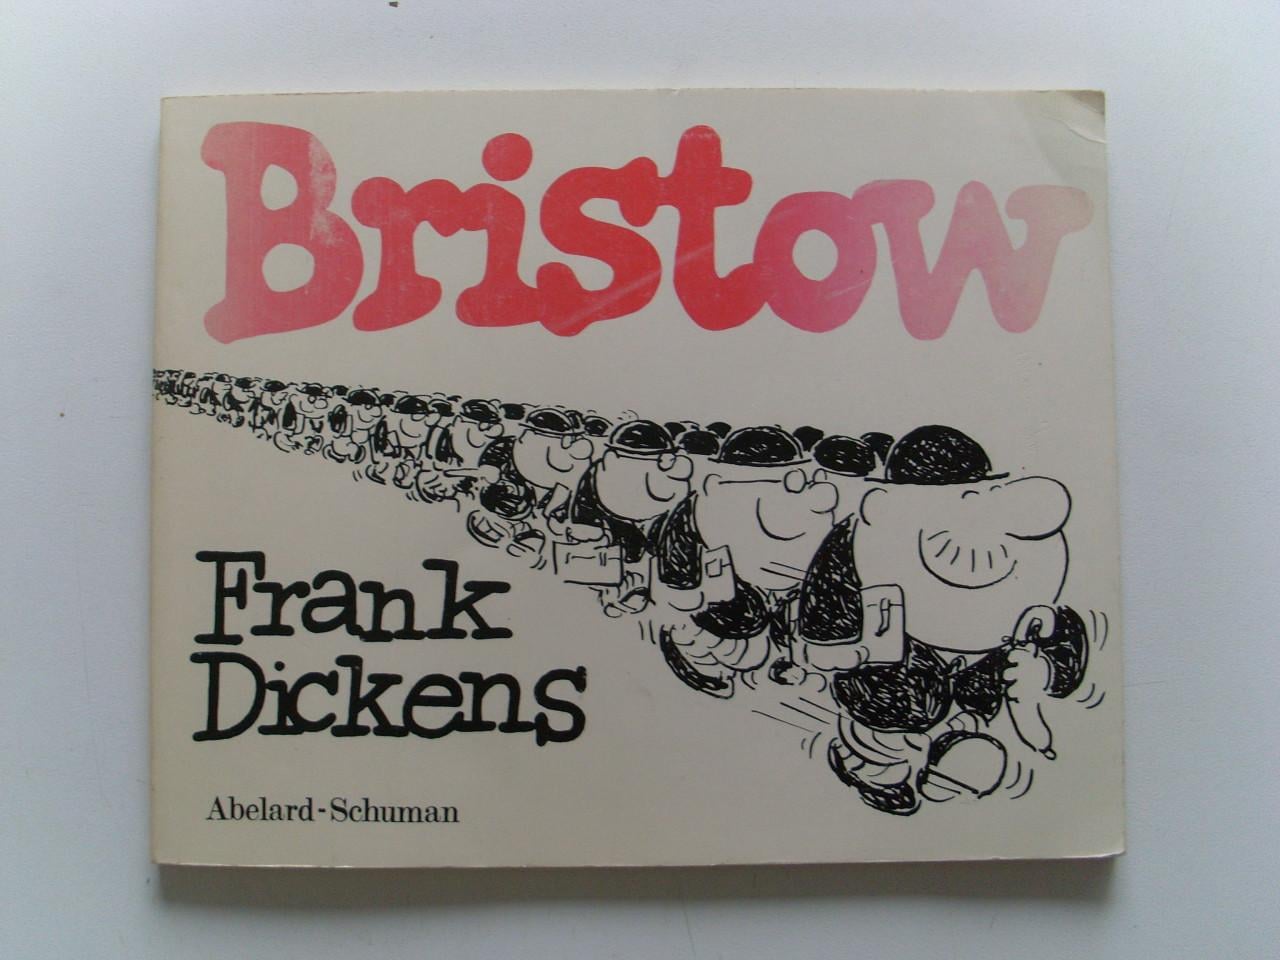 Bristow
Frank
Dickens
Abelard-Schuman